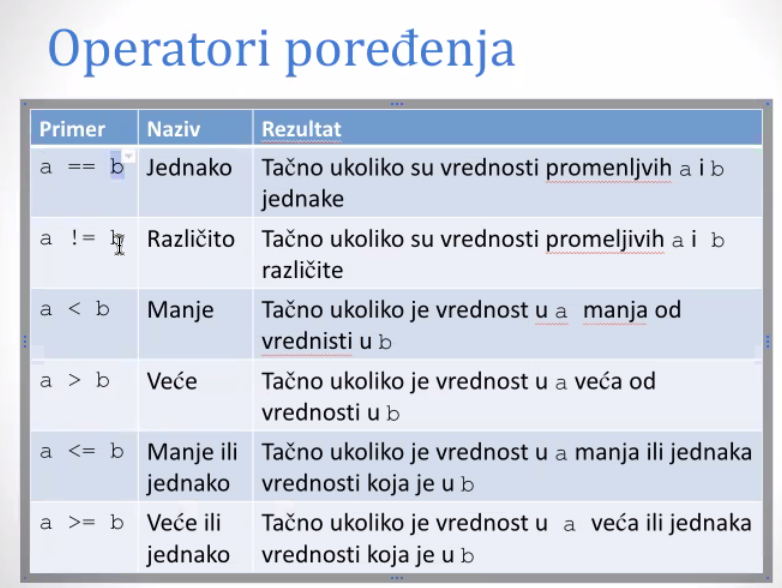 Operatori poređenja
Primer Naziv Rezultat
a == b Jednako Tačno ukoliko su vrednosti promenljvih a i b
jednake
a != b Različito Tačno ukoliko su vrednosti promeljivih a i b
različite
a < b Manje Tačno ukoliko je vrednost u a manja od
vrednisti u b
a > b Veće Tačno ukoliko je vrednost u a veća od
vrednosti u b
a <= b Manje ili Tačno ukoliko je vrednost u a manja ili jednaka
jednako vrednosti koja je u b
a >= b Veće ili Tačno ukoliko je vrednost u a veća ili jednaka
jednako vrednosti koja je u b